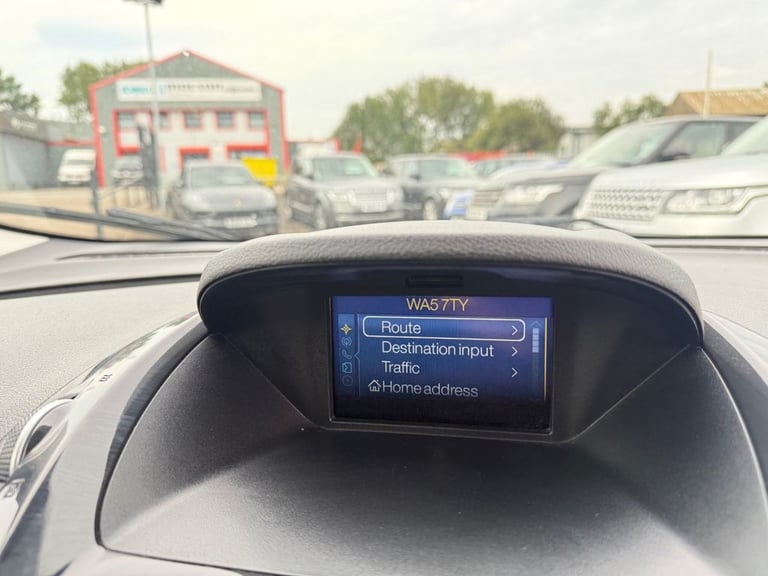 WA5 7TY
Route
Destination input
Traffic
Home address